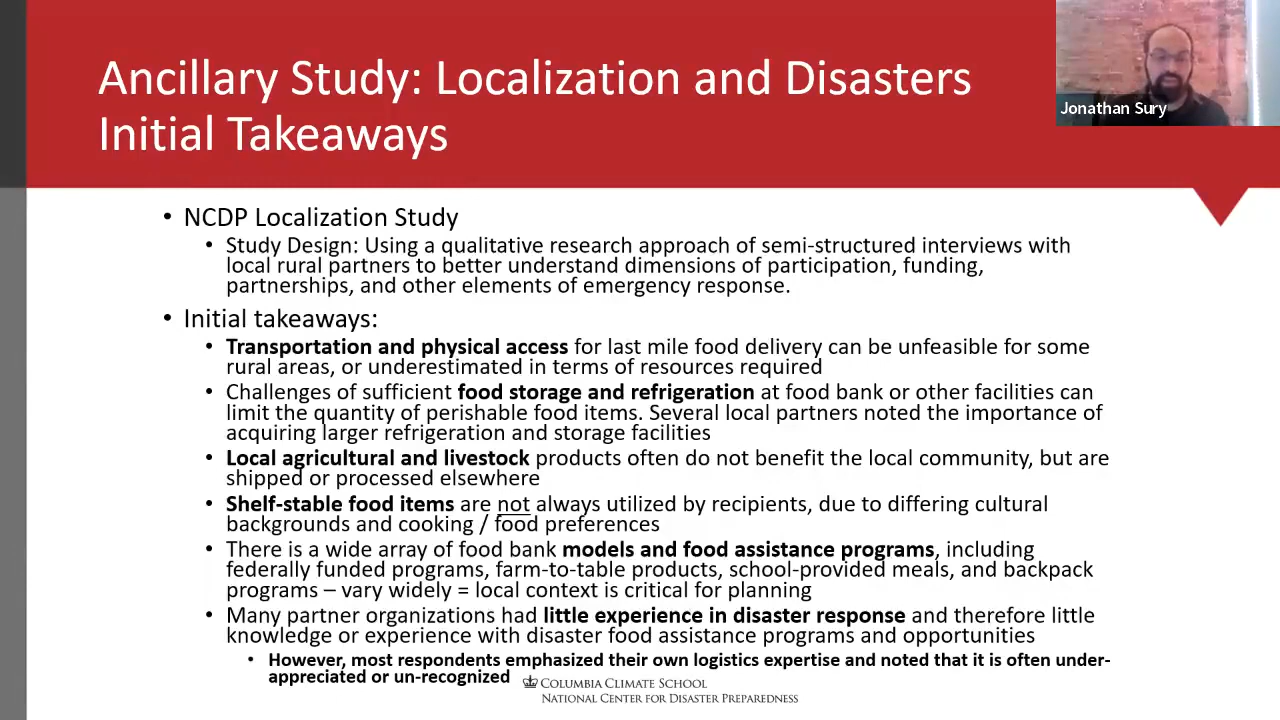 Ancillary Study: Localization and Disasters
Initial Takeaways
Jonathan Sury
• NCDP Localization Study
• Study Design: Using a qualitative research approach of semi-structured interviews with
local rural partners to better understand dimensions of participation, funding,
partnerships, and other elements of emergency response.
• Initial takeaways:
• Transportation and physical access for last mile food delivery can be unfeasible for some
rural areas, or underestimated in terms of resources required
• Challenges of sufficient food storage and refrigeration at food bank or other facilities can
limit the quantity of perishable food items. Several local partners noted the importance of
acquiring larger refrigeration and storage facilities
• Local agricultural and livestock products often do not benefit the local community, but are
shipped or processed elsewhere
• Shelf-stable food items are not always utilized by recipients, due to differing cultural
backgrounds and cooking / food preferences
• There is a wide array of food bank models and food assistance programs, including
federally funded programs, farm-to-table products, school-provided meals, and backpack
programs – vary widely = local context is critical for planning
• Many partner organizations had little experience in disaster response and therefore little
knowledge or experience with disaster food assistance programs and opportunities
• However, most respondents emphasized their own logistics expertise and noted that it is often under-
appreciated or un-recognized
COLUMBIA CLIMATE SCHOOL
NATIONAL CENTER FOR DISASTER PREPAREDNESS